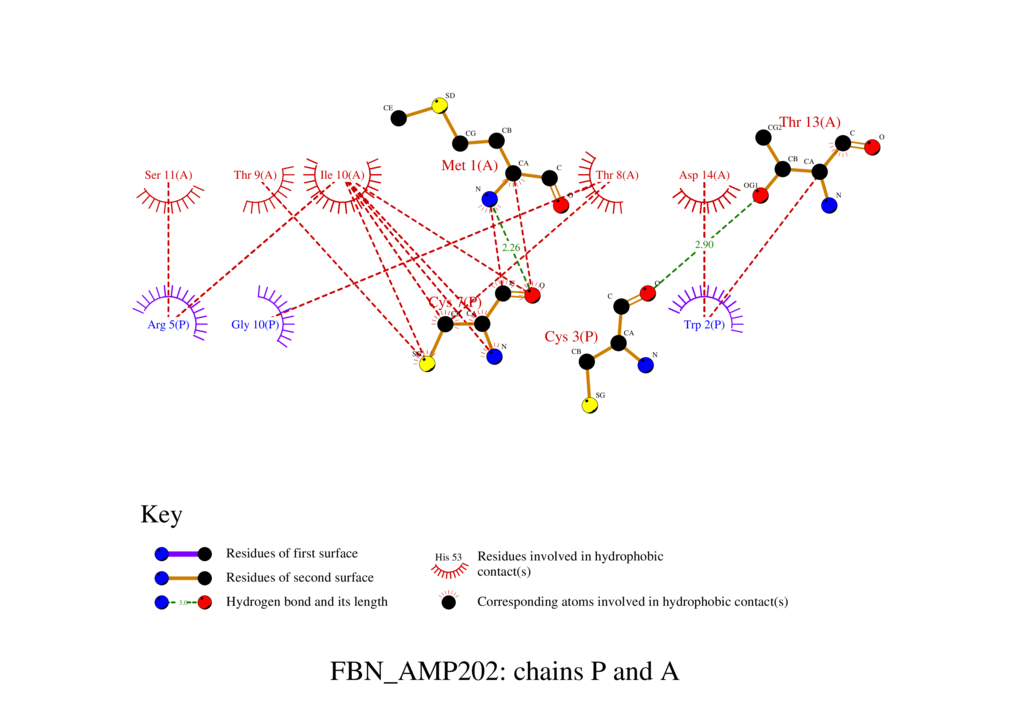 SD
CE
CG
CB
Met 1(A)
CA
C
N
O
CG2
Thr 13(A)
C
O
CB
CA
OG1
N
Ser 11(A)
Thr 9(A)
Ile 10(A)
Thr 8(A)
Asp 14(A)
2.26
2.90
O
Cys 7(P)
CA
N
Arg 5(P)
Gly 10(P)
C
O
Cys 3(P)
CA
CB
N
SG
Trp 2(P)
Key
Residues of first surface
Residues of second surface
3.0
Hydrogen bond and its length
His 53
Residues involved in hydrophobic
contact(s)
Corresponding atoms involved in hydrophobic contact(s)
FBN_AMP202: chains P and A